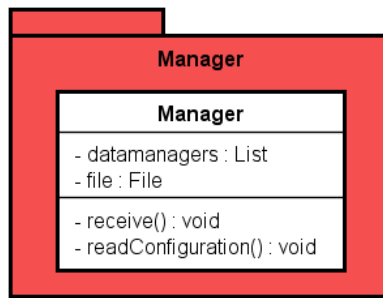 Manager
Manager
- datamanagers : List
- file : File
- receive() : void
- readConfiguration() : void